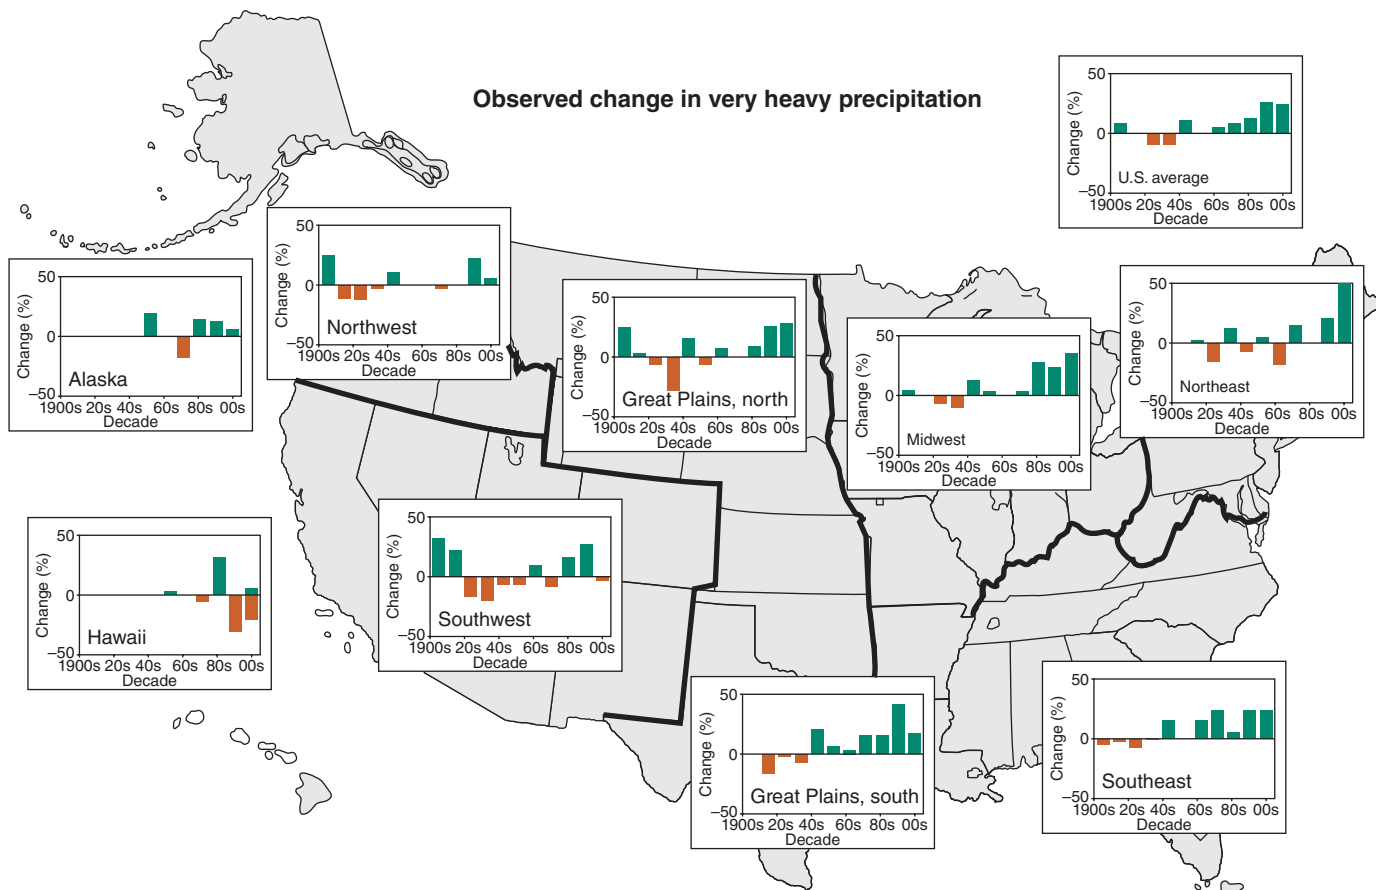 Observed change in very heavy precipitation
50
0
–50
Change (%)
U.S. average
1900s 20s 40s 60s 80s 00s
Decade
50
0
–50
Change (%)
Northwest
1900s 20s 40s 60s 80s 00s
Decade
50
0
–50
Change (%)
Alaska
1900s 20s 40s 60s 80s 00s
Decade
50
0
–50
Change (%)
Great Plains, north
1900s 20s 40s 60s 80s 00s
Decade
50
0
–50
Change (%)
Midwest
1900s 20s 40s 60s 80s 00s
Decade
50
0
–50
Change (%)
Northeast
1900s 20s 40s 60s 80s 00s
Decade
50
0
–50
Change (%)
Hawaii
1900s 20s 40s 60s 80s 00s
Decade
50
0
–50
Change (%)
Southwest
1900s 20s 40s 60s 80s 00s
Decade
50
0
–50
Change (%)
Great Plains, south
1900s 20s 40s 60s 80s 00s
Decade
50
0
–50
Change (%)
Southeast
1900s 20s 40s 60s 80s 00s
Decade